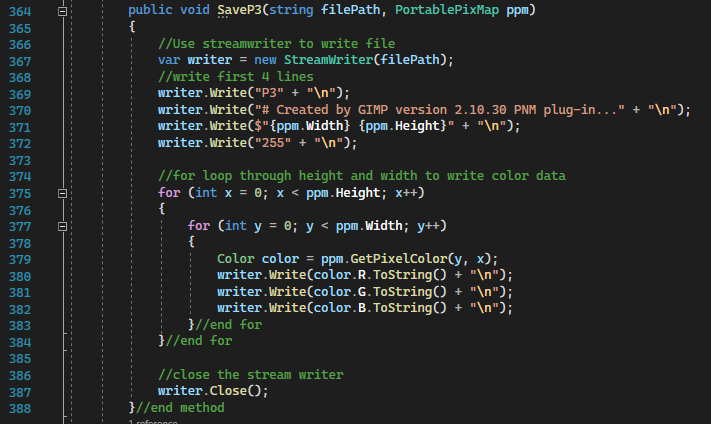 364 public void SaveP3(string filePath, PortablePixMap ppm)
365 {
366 //Use streamwriter to write file
367 var writer = new StreamWriter(filePath);
368 //write first 4 lines
369 writer.Write("P3" + "\n");
370 writer.Write("# Created by GIMP version 2.10.30 PNM plug-in..." + "\n");
371 writer.Write($"{ppm.Width} {ppm.Height}" + "\n");
372 writer.Write("255" + "\n");
373
374 //for loop through height and width to write color data
375 for (int x = 0; x < ppm.Height; x++)
376 {
377 for (int y = 0; y < ppm.Width; y++)
378 {
379 Color color = ppm.GetPixelColor(y, x);
380 writer.Write(color.R.ToString() + "\n");
381 writer.Write(color.G.ToString() + "\n");
382 writer.Write(color.B.ToString() + "\n");
383 }//end for
384 }//end for
385
386 //close the stream writer
387 writer.Close();
388 }//end method
1 reference